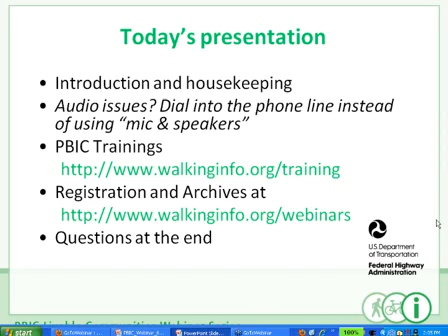 Today's presentation
• Introduction and housekeeping
• Audio issues? Dial into the phone line instead
of using "mic & speakers"
• PBIC Trainings
http://www.walkinginfo.org/training
• Registration and Archives at
http://www.walkinginfo.org/webinars
• Questions at the end
U.S. Department
of Transportation
Federal Highway
Administration
i
start
100%